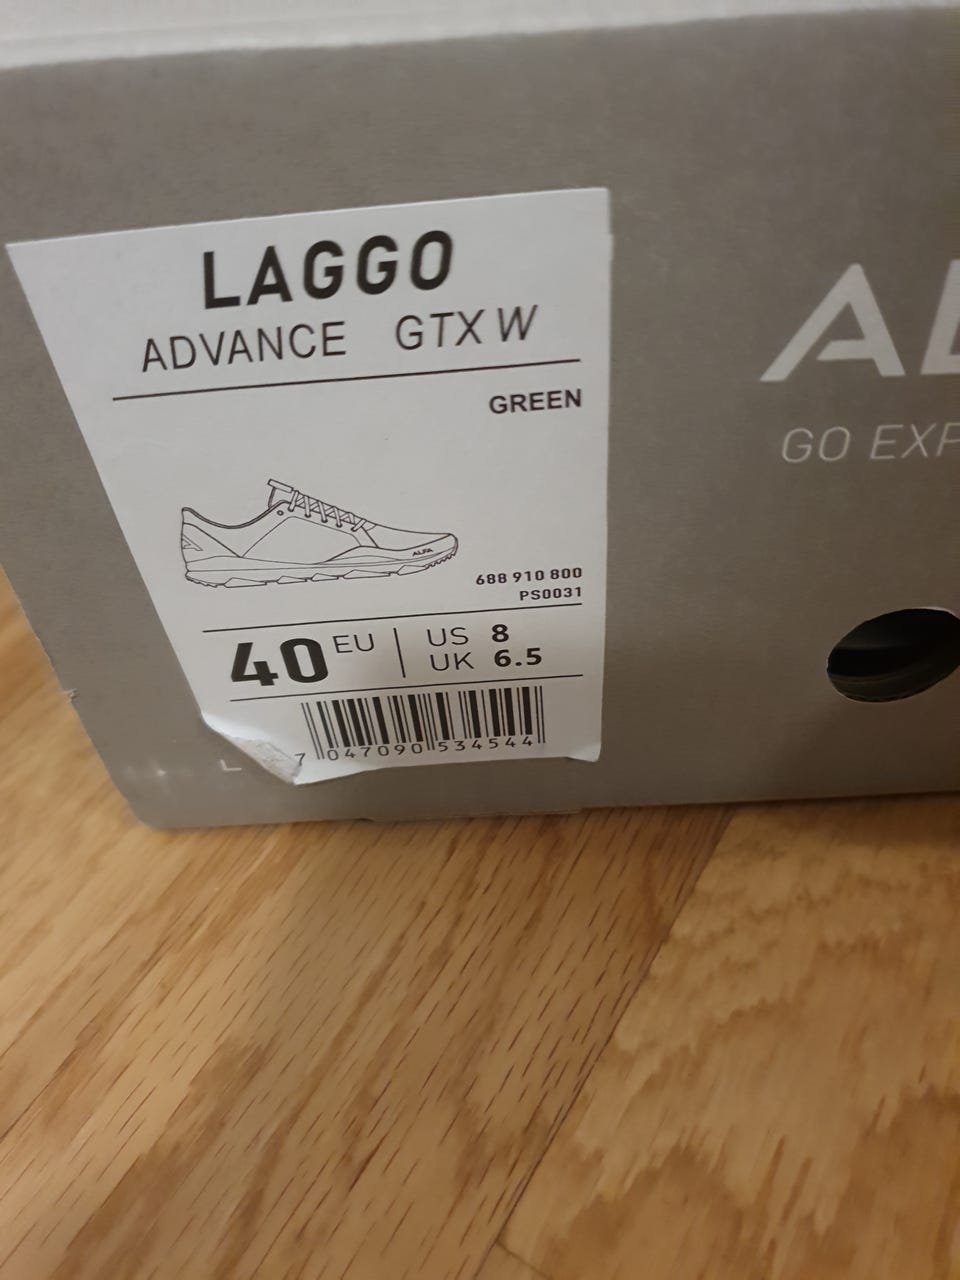 LAGGO
ADVANCE GTX W
GREEN
ALFA
688 910 800
PS0031
40 EU
US 8
UK 6.5
7 047090 534544
L
AL
GO EXP